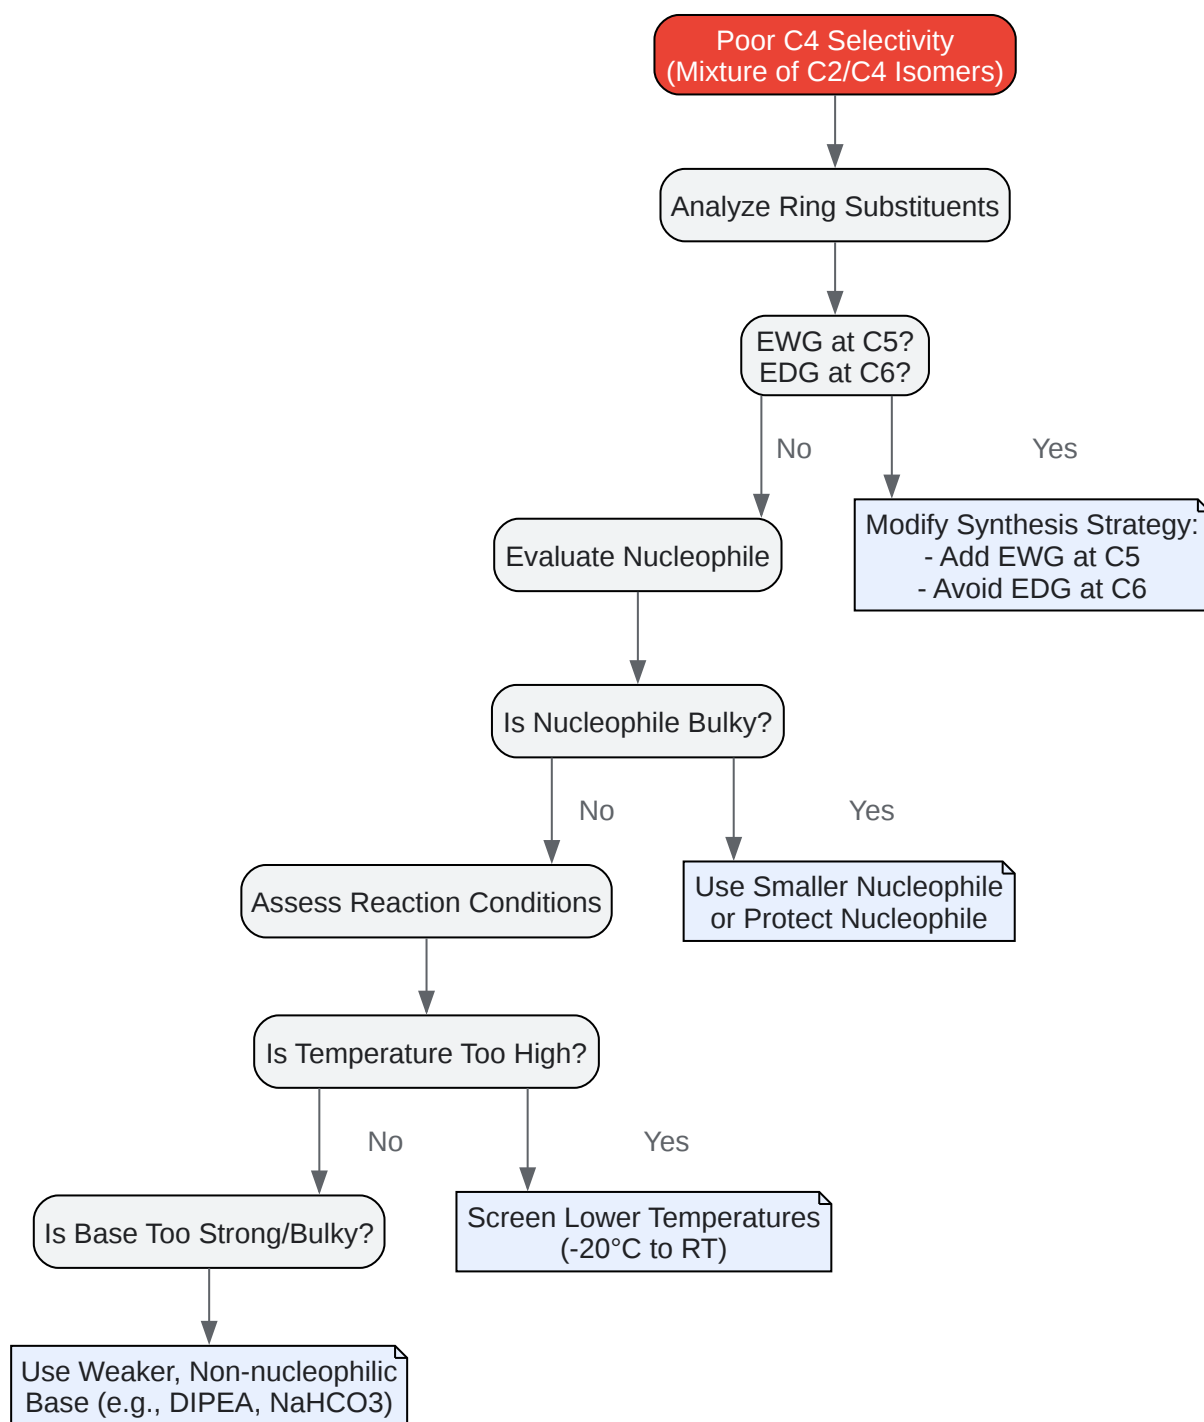 Poor C4 Selectivity
(Mixture of C2/C4 Isomers)
Analyze Ring Substituents
EWG at C5?
EDG at C6?
No
Yes
Modify Synthesis Strategy:
- Add EWG at C5
- Avoid EDG at C6
Evaluate Nucleophile
Is Nucleophile Bulky?
No
Yes
Use Smaller Nucleophile
or Protect Nucleophile
Assess Reaction Conditions
Is Temperature Too High?
No
Yes
Screen Lower Temperatures
(-20°C to RT)
Is Base Too Strong/Bulky?
Use Weaker, Non-nucleophilic
Base (e.g., DIPEA, NaHCO3)